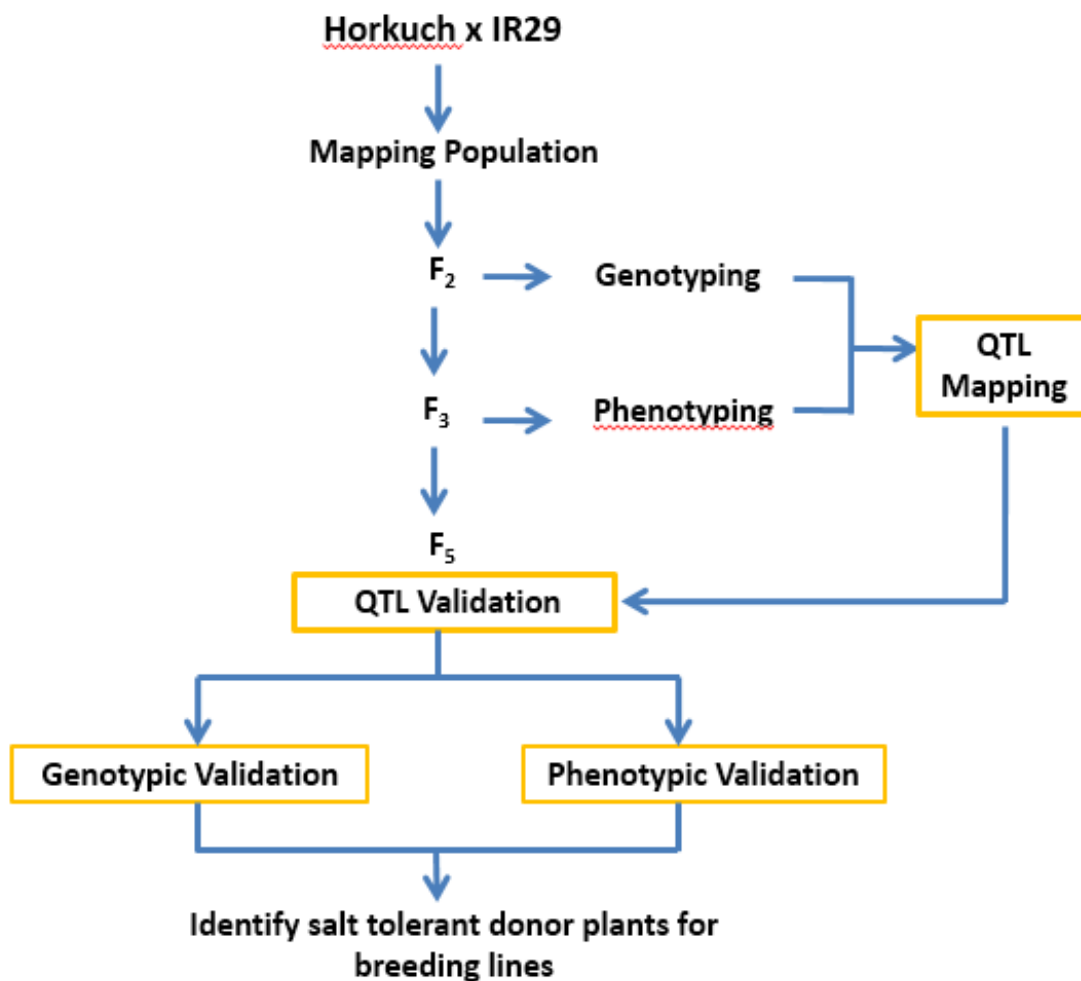 Horkuch x IR29
Mapping Population
F₂
Genotyping
QTL
Mapping
F₃
Phenotyping
F₅
QTL Validation
Genotypic Validation
Phenotypic Validation
Identify salt tolerant donor plants for
breeding lines